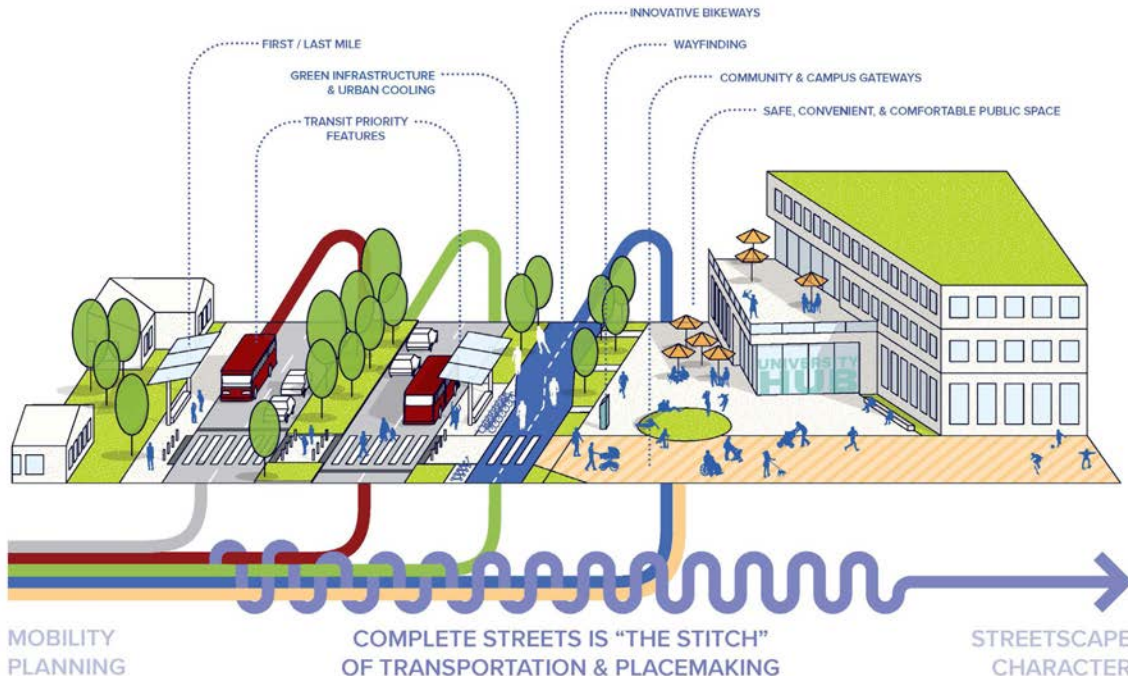 INNOVATIVE BIKEWAYS
FIRST / LAST MILE
WAYFINDING
GREEN INFRASTRUCTURE
& URBAN COOLING
COMMUNITY & CAMPUS GATEWAYS
SAFE, CONVENIENT, & COMFORTABLE PUBLIC SPACE
TRANSIT PRIORITY
FEATURES
UNIVERSITY
HUB
MOBILITY
PLANNING
COMPLETE STREETS IS “THE STITCH”
OF TRANSPORTATION & PLACEMAKING
STREETSCAPE
CHARACTER